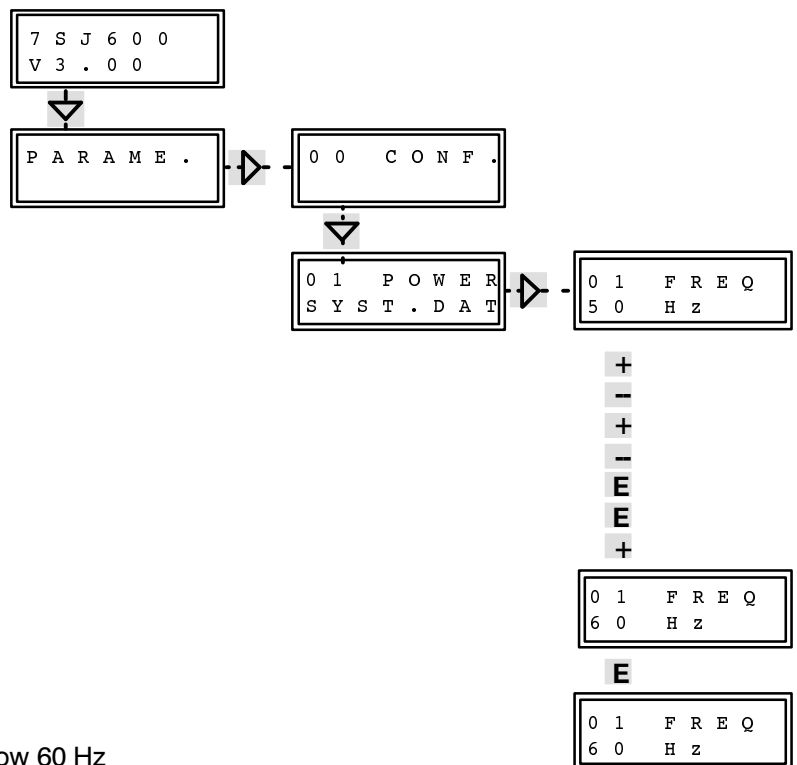 7SJ600
V3.00
PARAME.
00 CONF.
01 POWER
SYST.DAT
01 FREQ
50 Hz
+
--
+
--
E
E
+
01 FREQ
60 Hz
E
01 FREQ
60 Hz
60 Hz